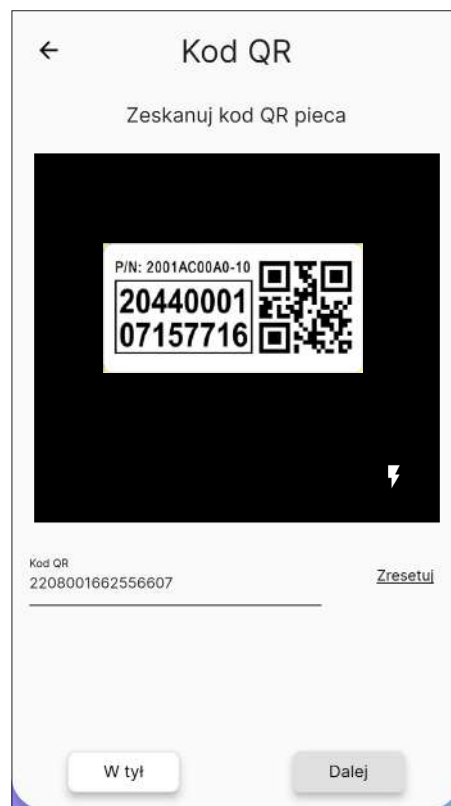 Kod QR
Zeskanuj kod QR pieca
P/N: 2001AC00A0-10
20440001
07157716
Kod QR
2208001662556607
Zresetuj
W tył
Dalej